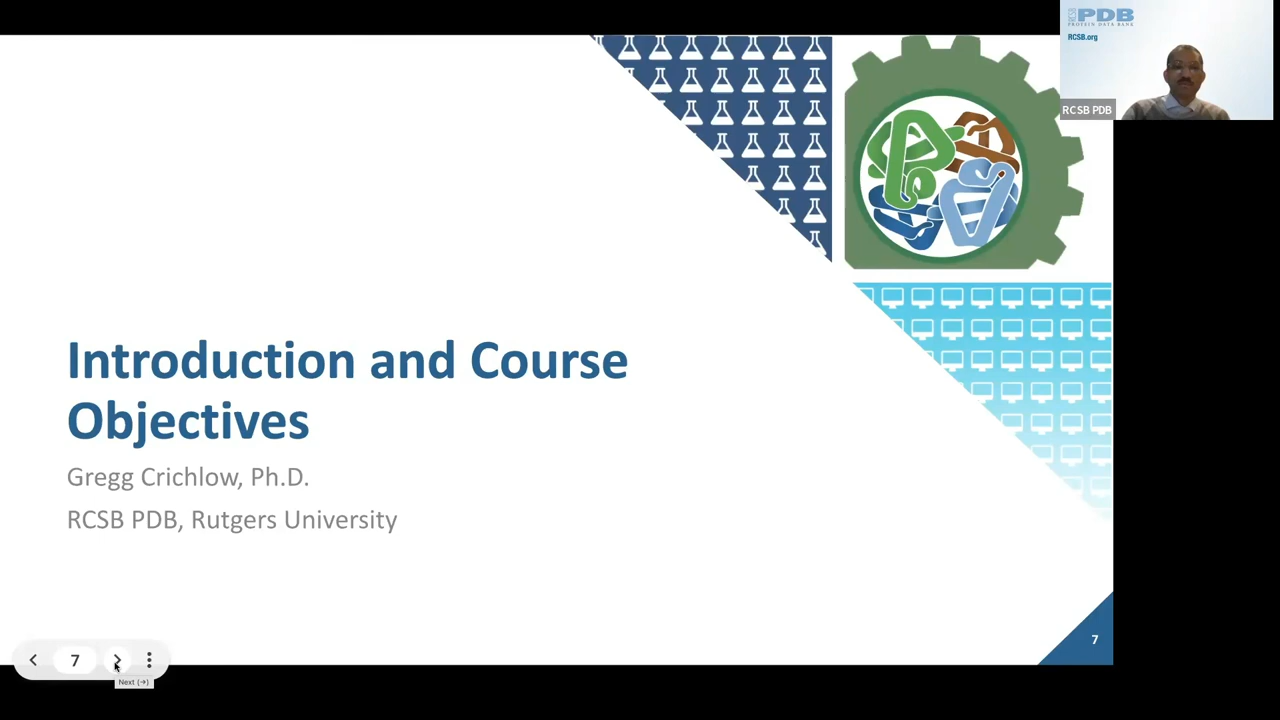 RCSB
PDB
PROTEIN DATA BANK
RCSB.org
RCSB PDB
Introduction and Course
Objectives
Gregg Crichlow, Ph.D.
RCSB PDB, Rutgers University
7
7
Next (→)